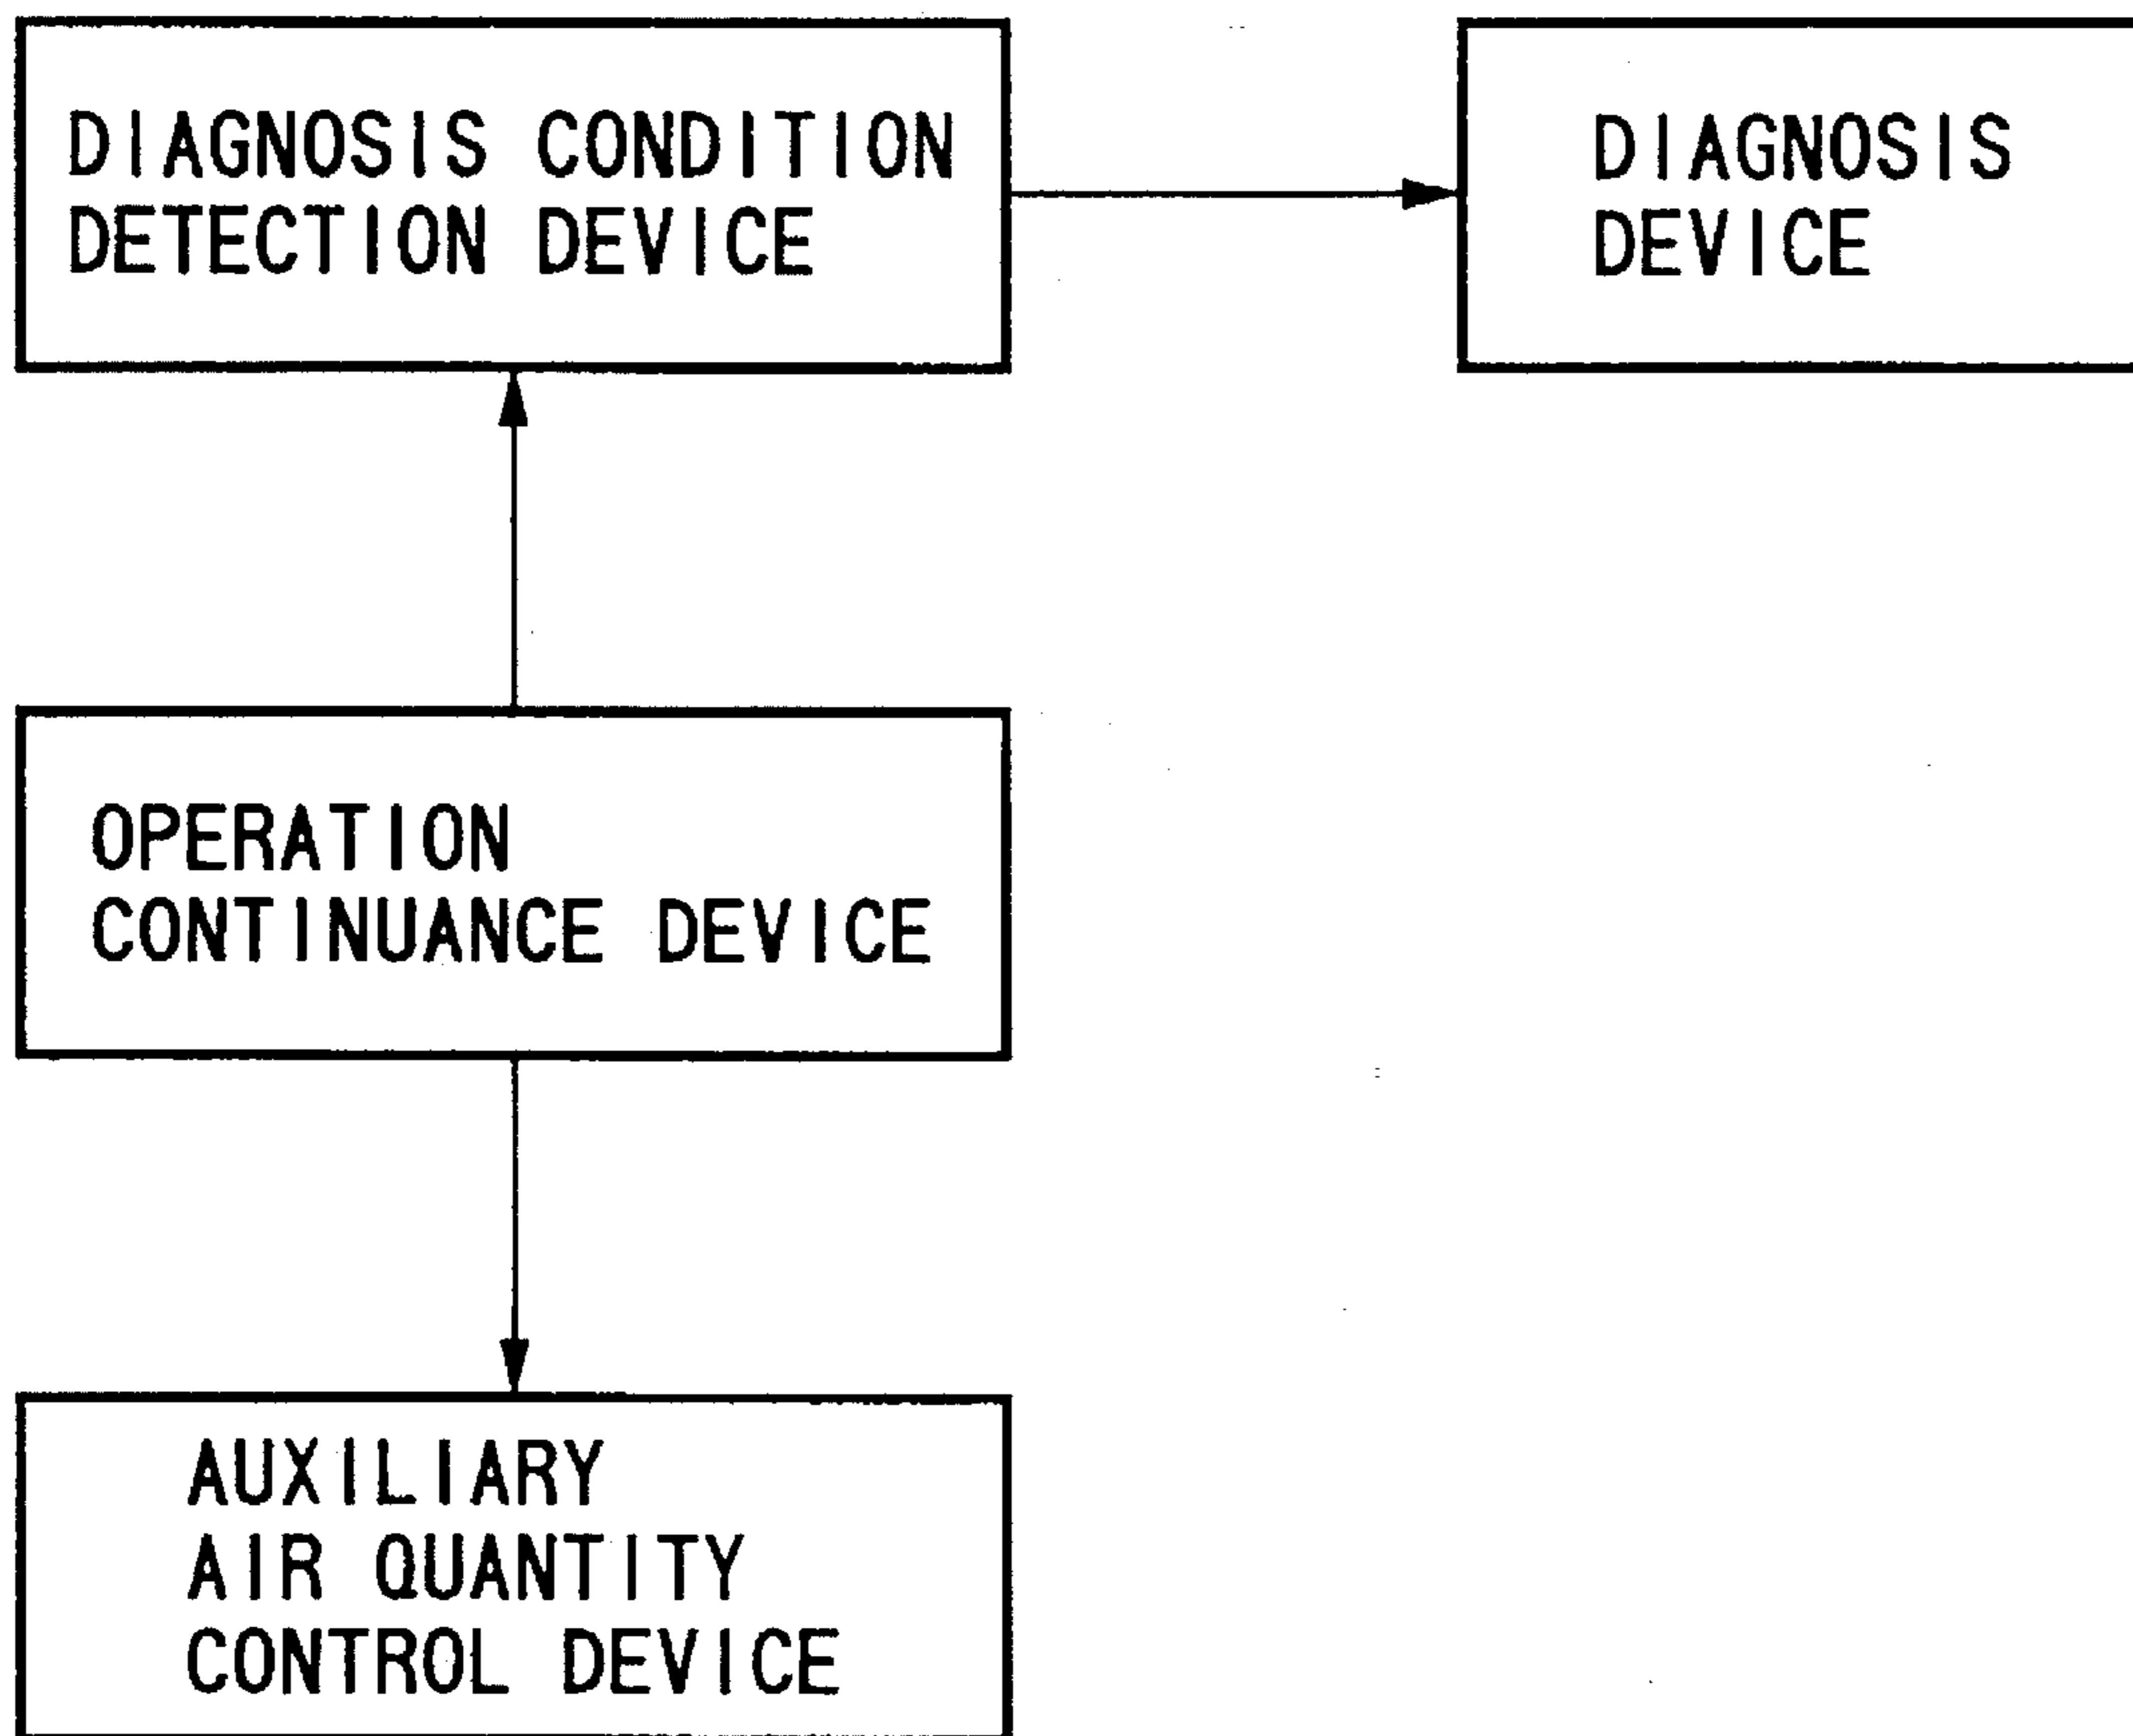 DIAGNOSIS CONDITION
DETECTION DEVICE
DIAGNOSIS
DEVICE
OPERATION
CONTINUANCE DEVICE
AUXILIARY
AIR QUANTITY
CONTROL DEVICE